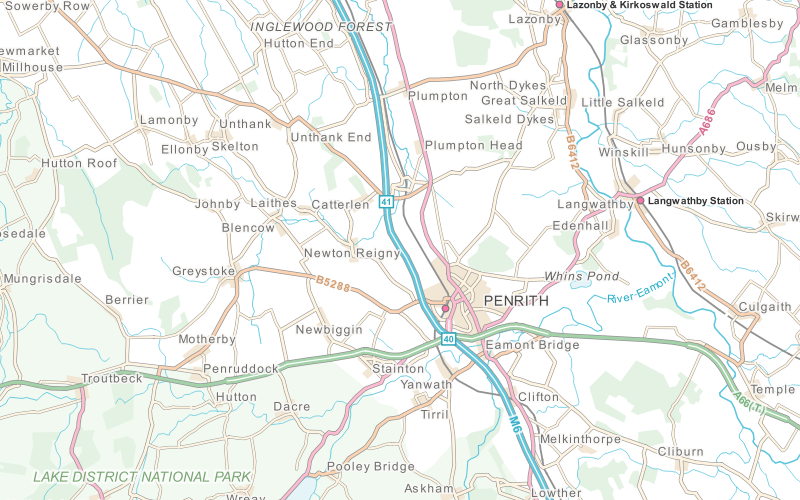 Sowerby Row
Lazonby & Kirkoswald Station
Lazonby
Gamblesby
INGLEWOOD FOREST
Glassonby
Hutton End
Millhouse
North Dykes
Melm
Plumpton
Great Salkeld
Little Salkeld
A686
Lamonby
Unthank
Salkeld Dykes
Unthank End
B6412
Ellonby
Skelton
Plumpton Head
Winskill
Hunsonby
Ousby
Hutton Roof
Johnby
Laithes
Catterlen
41
Langwathby
Langwathby Station
Skirw
Blencow
Edenhall
osedale
Newton Reigny
Greystoke
Mungrisdale
B5288
Whins Pond
B6412
River Eamont
Berrier
PENRITH
Culgaith
Newbiggin
Motherby
40
Eamont Bridge
Penruddock
Stainton
Troutbeck
Yanwath
Temple
Hutton
Clifton
A66(T)
Dacre
Tirril
M6
Melkinthorpe
Cliburn
Pooley Bridge
LAKE DISTRICT NATIONAL PARK
Askham
Lowther
Wreay